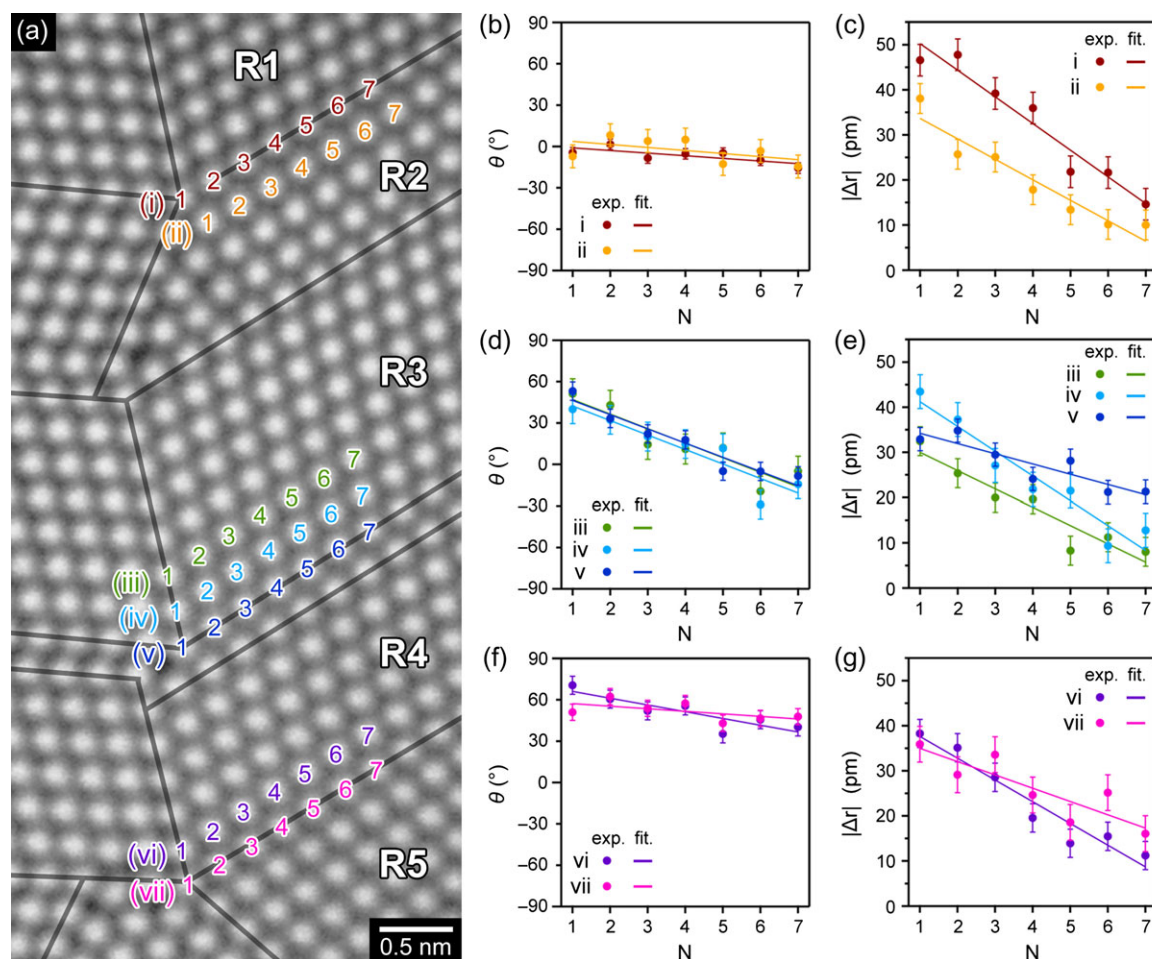 (a)
R1
R2
R3
R4
R5
(i) 1 2 3 4 5 6 7
(ii) 1 2 3 4 5 6 7
(iii) 1 2 3 4 5 6 7
(iv) 1 2 3 4 5 6 7
(v) 1 2 3 4 5 6 7
(vi) 1 2 3 4 5 6 7
(vii) 1 2 3 4 5 6 7
0.5 nm
(b)
θ (°)
90
60
30
0
−30
−60
−90
exp. fit.
i
ii
1 2 3 4 5 6 7
N
(c)
|Δr| (pm)
50
40
30
20
10
0
exp. fit.
i
ii
1 2 3 4 5 6 7
N
(d)
θ (°)
90
60
30
0
−30
−60
−90
exp. fit.
iii
iv
v
1 2 3 4 5 6 7
N
(e)
|Δr| (pm)
50
40
30
20
10
0
exp. fit.
iii
iv
v
1 2 3 4 5 6 7
N
(f)
θ (°)
90
60
30
0
−30
−60
−90
exp. fit.
vi
vii
1 2 3 4 5 6 7
N
(g)
|Δr| (pm)
50
40
30
20
10
0
exp. fit.
vi
vii
1 2 3 4 5 6 7
N